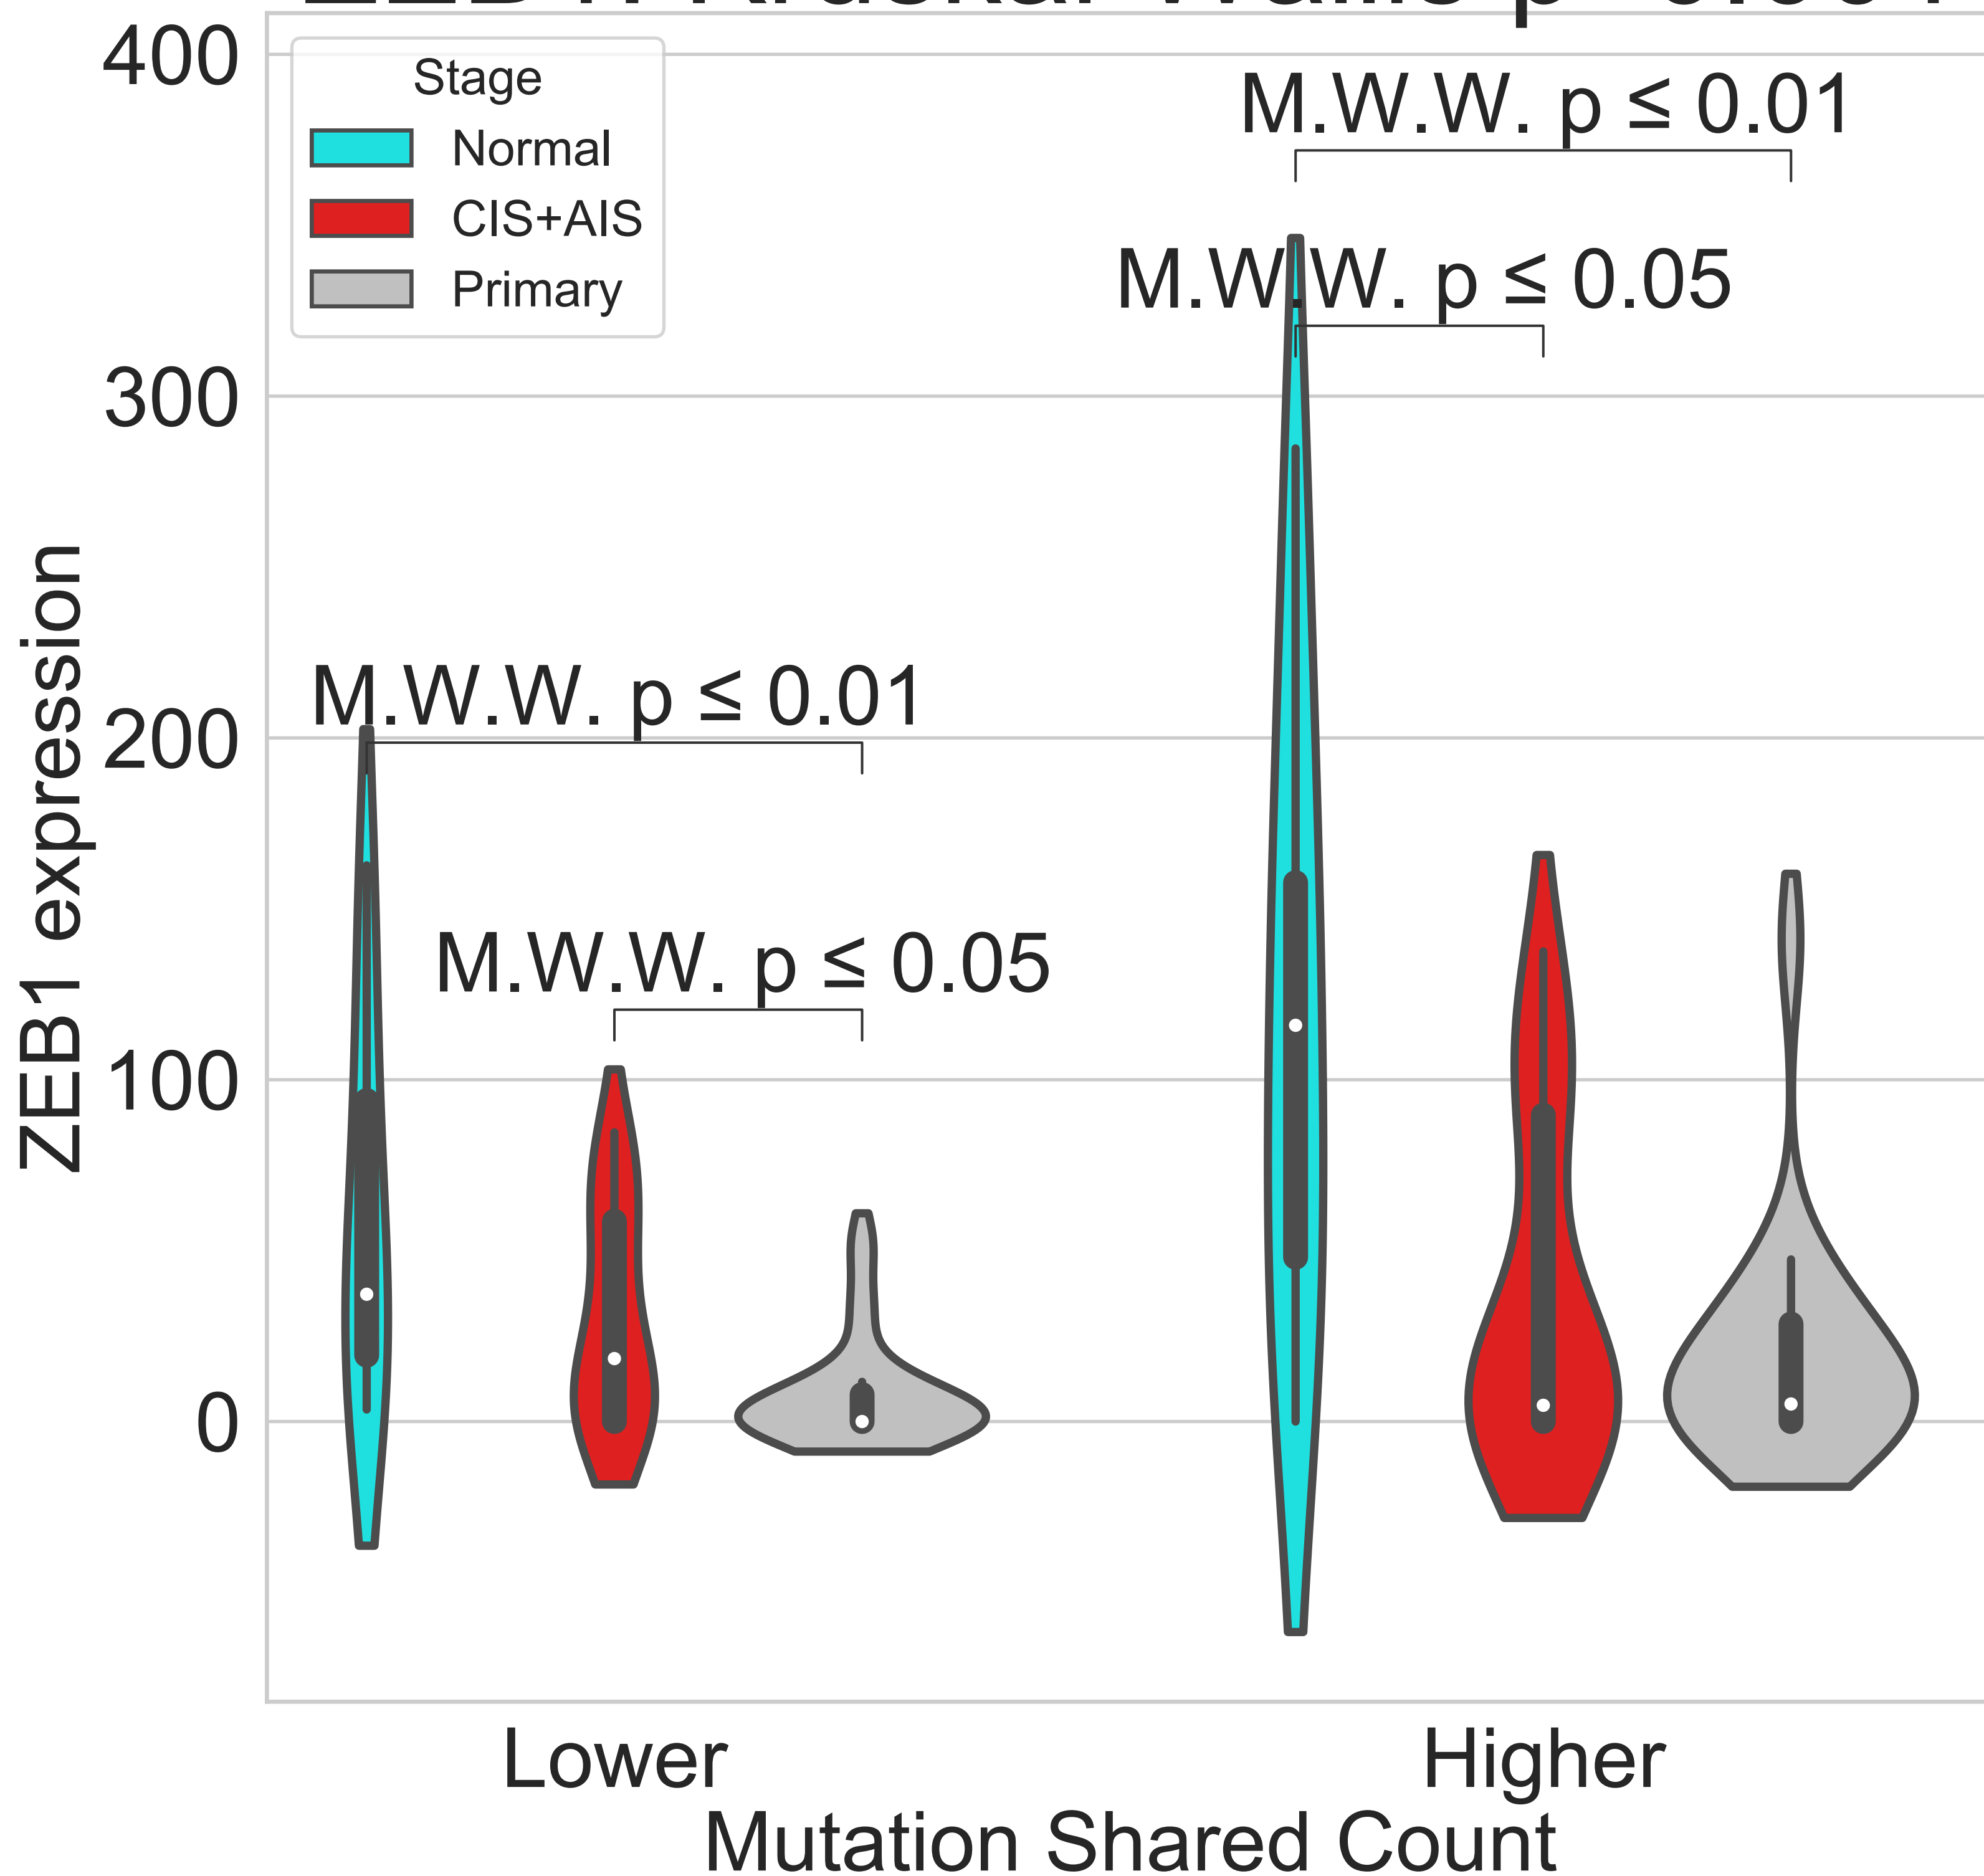 400
Stage
Normal
CIS+AIS
Primary
M.W.W. p ≤ 0.01
M.W.W. p ≤ 0.05
300
M.W.W. p ≤ 0.01
200
M.W.W. p ≤ 0.05
100
0
ZEB1 expression
Lower
Higher
Mutation Shared Count